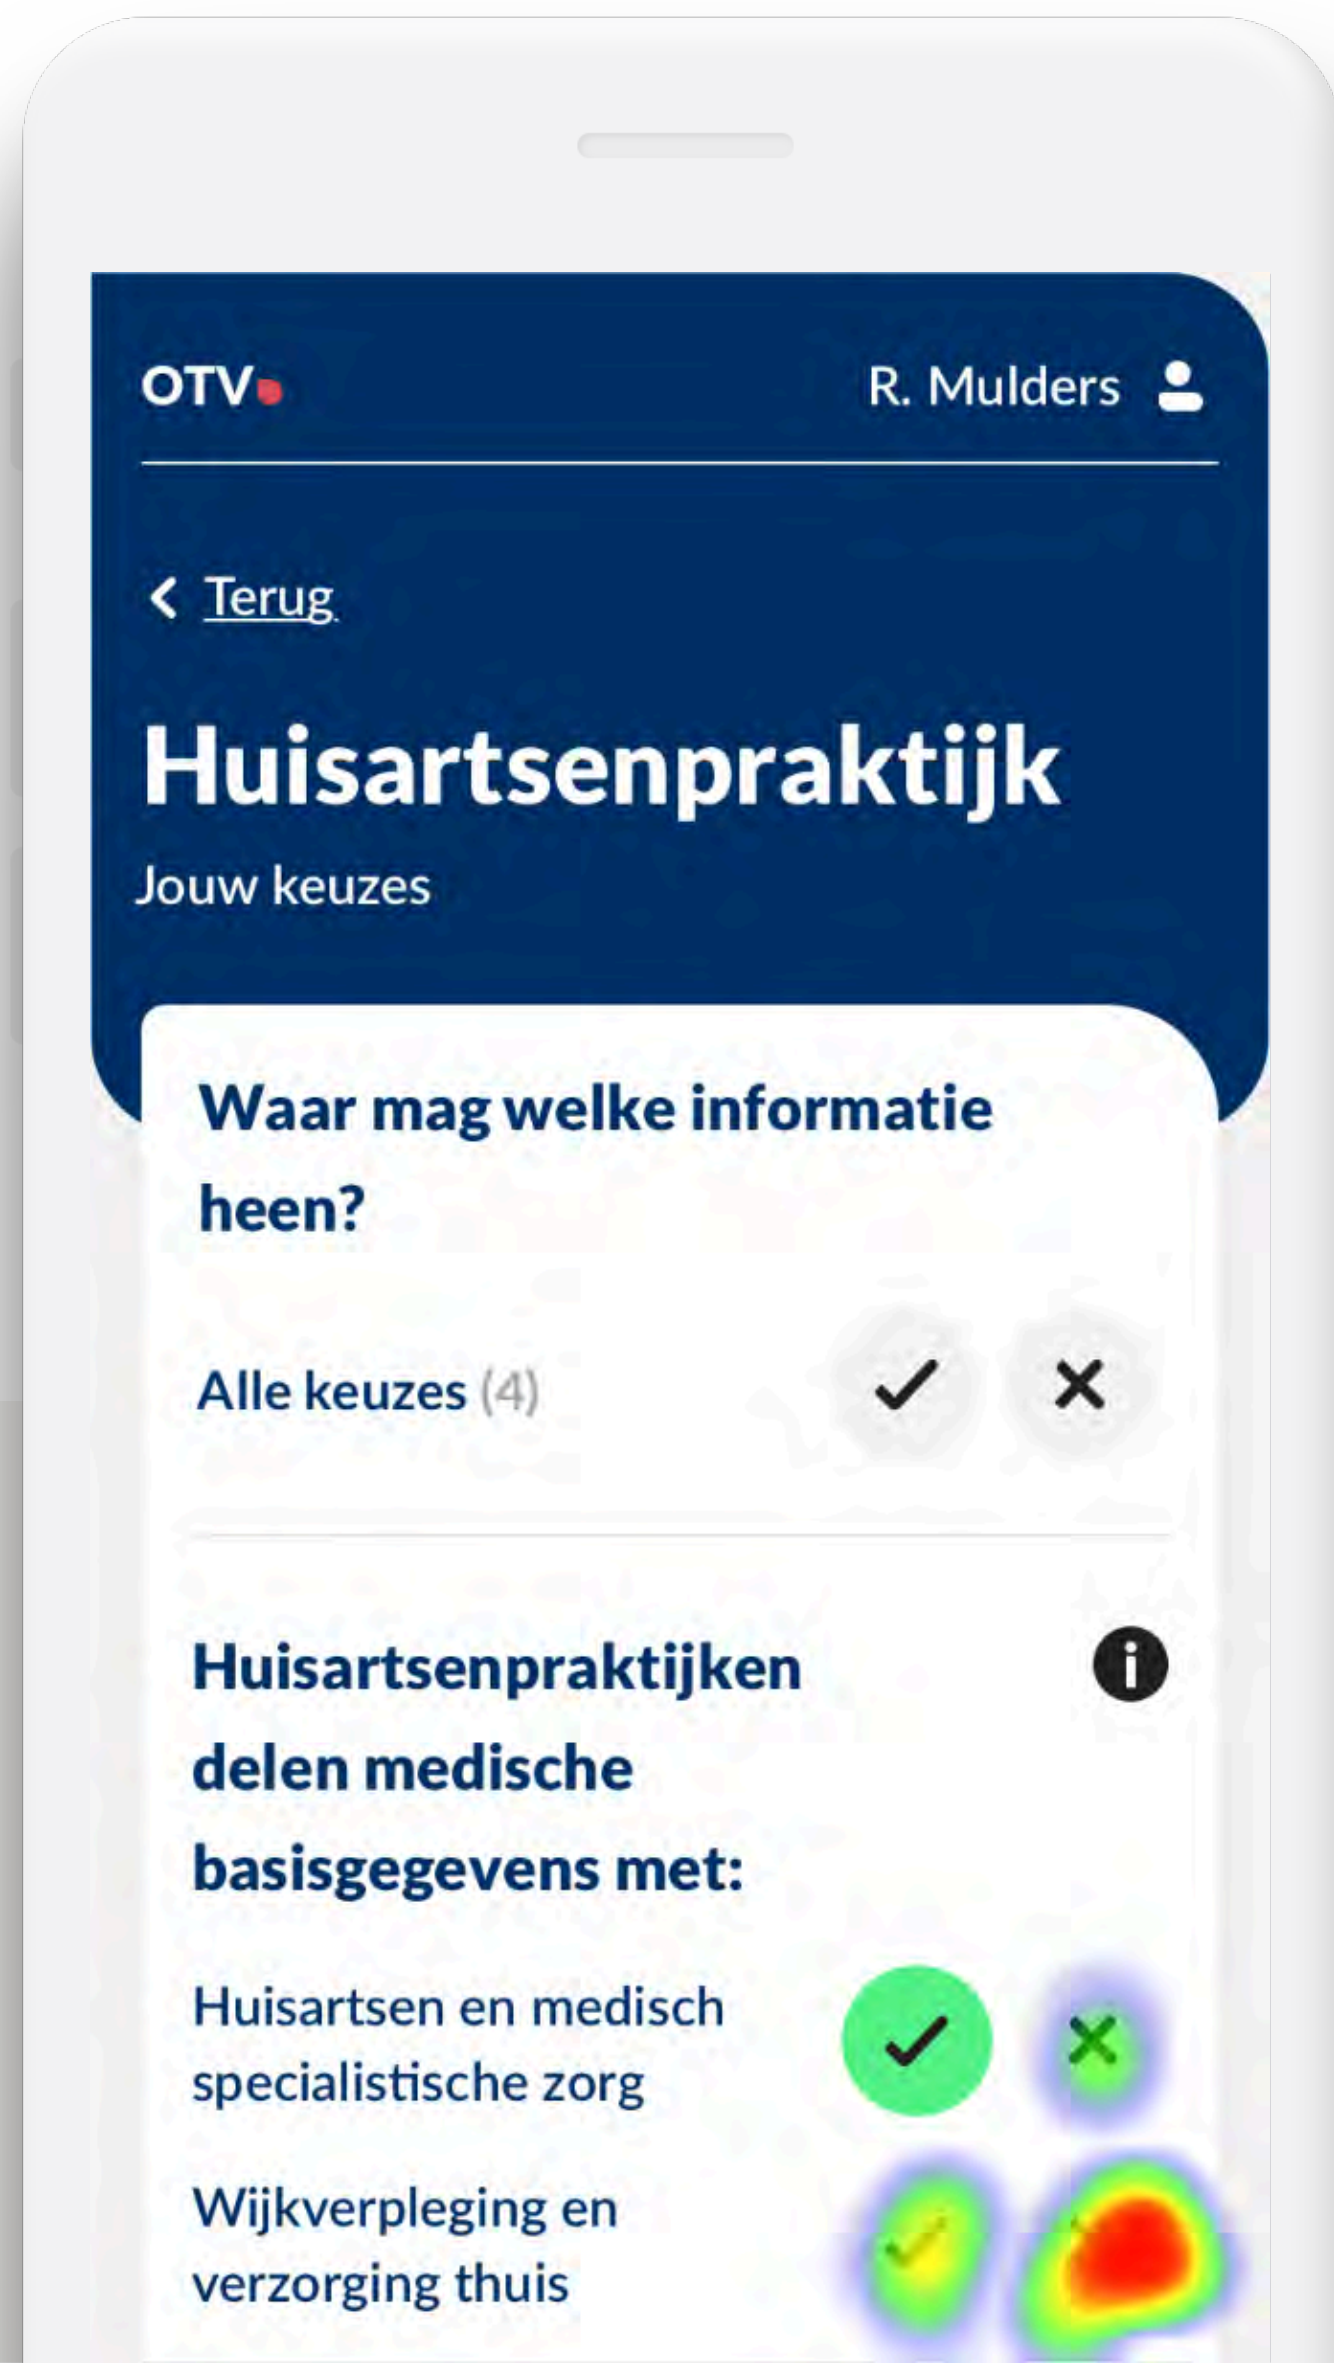 OTV
R. Mulders
Terug
Huisartsenpraktijk
Jouw keuzes
Waar mag welke informatie
heen?
Alle keuzes (4)
Huisartsenpraktijken
delen medische
basisgegevens met:
Huisartsen en medisch
specialistische zorg
Wijkverpleging en
verzorging thuis